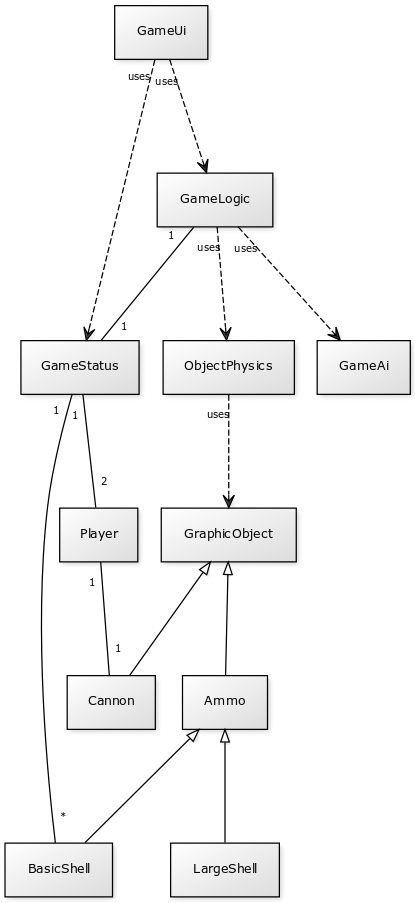 GameUi
uses
uses
GameLogic
1
uses
uses
1
GameStatus
ObjectPhysics
GameAi
1
1
uses
2
Player
GraphicObject
1
1
Cannon
Ammo
*
BasicShell
LargeShell